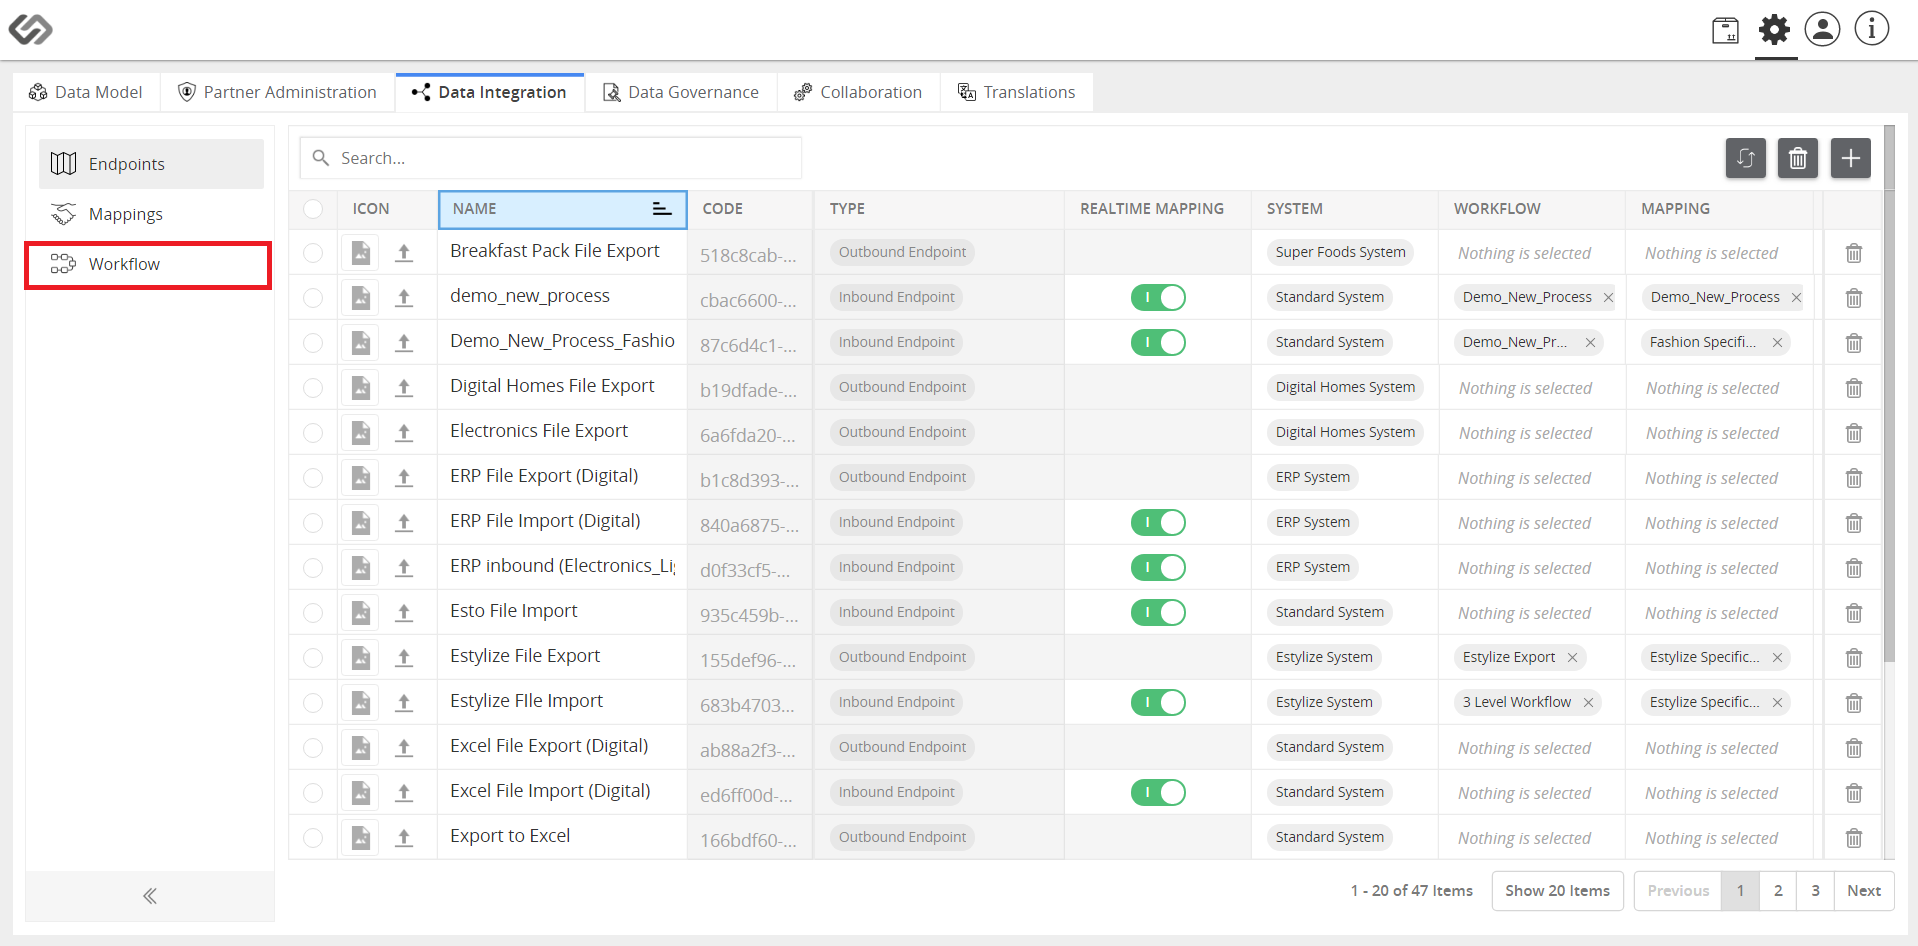 Data Model
Partner Administration
Data Integration
Data Governance
Collaboration
Translations
Endpoints
Mappings
Workflow
Search...
ICON NAME CODE TYPE REALTIME MAPPING SYSTEM WORKFLOW MAPPING
Breakfast Pack File Export 518c8cab-... Outbound Endpoint Super Foods System Nothing is selected Nothing is selected
demo_new_process cbac6600-... Inbound Endpoint I Standard System Demo_New_Process Demo_New_Process
Demo_New_Process_Fashio 87c6d4c1-... Inbound Endpoint I Standard System Demo_New_Pr... Fashion Specifi...
Digital Homes File Export b19dfade-... Outbound Endpoint Digital Homes System Nothing is selected Nothing is selected
Electronics File Export 6a6fda20-... Outbound Endpoint Digital Homes System Nothing is selected Nothing is selected
ERP File Export (Digital) b1c8d393-... Outbound Endpoint ERP System Nothing is selected Nothing is selected
ERP File Import (Digital) 840a6875-... Inbound Endpoint I ERP System Nothing is selected Nothing is selected
ERP inbound (Electronics_Li d0f33cf5-... Inbound Endpoint I ERP System Nothing is selected Nothing is selected
Esto File Import 935c459b-... Inbound Endpoint I Standard System Nothing is selected Nothing is selected
Estylize File Export 155def96-... Outbound Endpoint Estylize System Estylize Export Estylize Specific...
Estylize FIle Import 683b4703... Inbound Endpoint I Estylize System 3 Level Workflow Estylize Specific...
Excel File Export (Digital) ab88a2f3-... Outbound Endpoint Standard System Nothing is selected Nothing is selected
Excel File Import (Digital) ed6ff00d-... Inbound Endpoint I Standard System Nothing is selected Nothing is selected
Export to Excel 166bdf60-... Outbound Endpoint Standard System Nothing is selected Nothing is selected
1 - 20 of 47 Items Show 20 Items Previous 1 2 3 Next